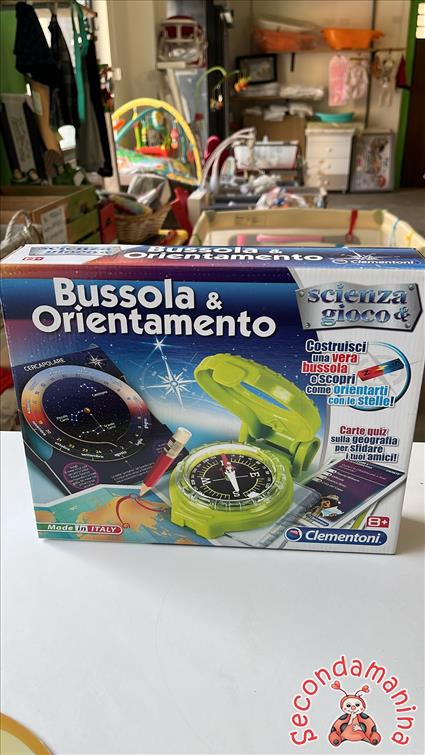 Bussola & Orientamento
Clementoni
Bussola &
Orientamento
scienza
gioco
Costruisci
una vera
bussola
e scopri
come orientarti
con le stelle!
Carte quiz
sulla geografia
per sfidare
i tuoi amici!
CERCAPOLARE
Made in ITALY
8+
Clementoni
Secondamanina